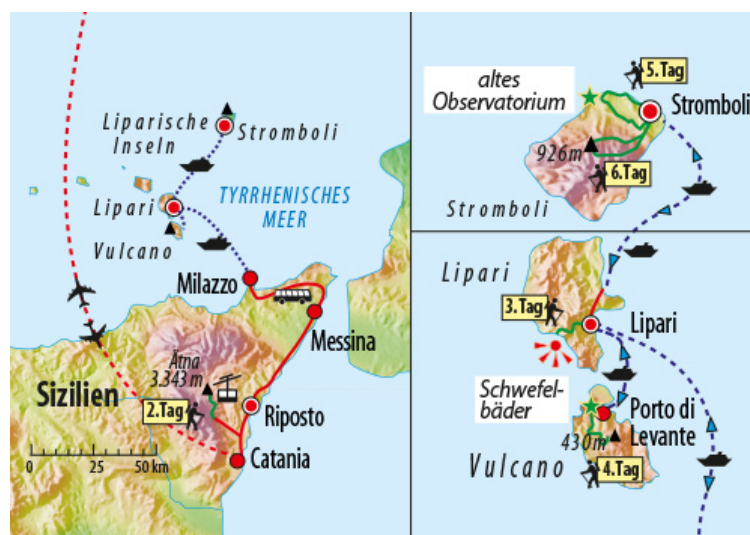 Liparische
Inseln
Stromboli
Lipari
Vulcano
TYRRHENISCHES
MEER
Milazzo
Messina
Ätna
3.343 m
Sizilien
2.Tag
Riposto
Catania
0 25 50 km
5.Tag
altes
Observatorium
Stromboli
926m
6.Tag
Stromboli
Lipari
3.Tag
Lipari
Schwefel-
bäder
Porto di
Levante
430m
Vulcano
4.Tag